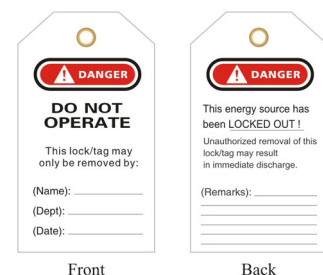 DANGER
DO NOT
OPERATE
This lock/tag may
only be removed by:
(Name):
(Dept):
(Date):
Front
DANGER
This energy source has
been LOCKED OUT !
Unauthorized removal of this
lock/tag may result
in immediate discharge.
(Remarks):
Back